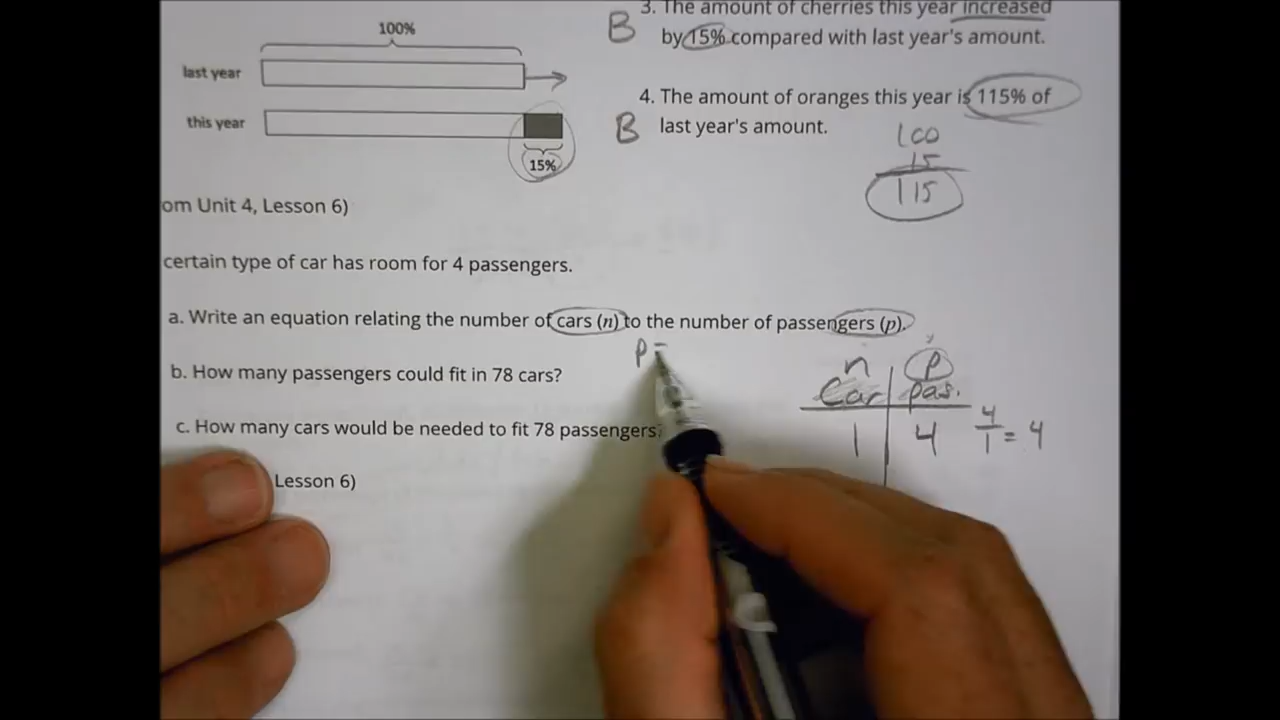 100%
last year
this year
15%
3. The amount of cherries this year increased
B
by 15% compared with last year's amount.
4. The amount of oranges this year is 115% of
B
last year's amount.
100
15
115
om Unit 4, Lesson 6)
certain type of car has room for 4 passengers.
a. Write an equation relating the number of cars (n) to the number of passengers (p).
p =
b. How many passengers could fit in 78 cars?
c. How many cars would be needed to fit 78 passengers
n p
Car pas.
1 4 4/1 = 4
Lesson 6)